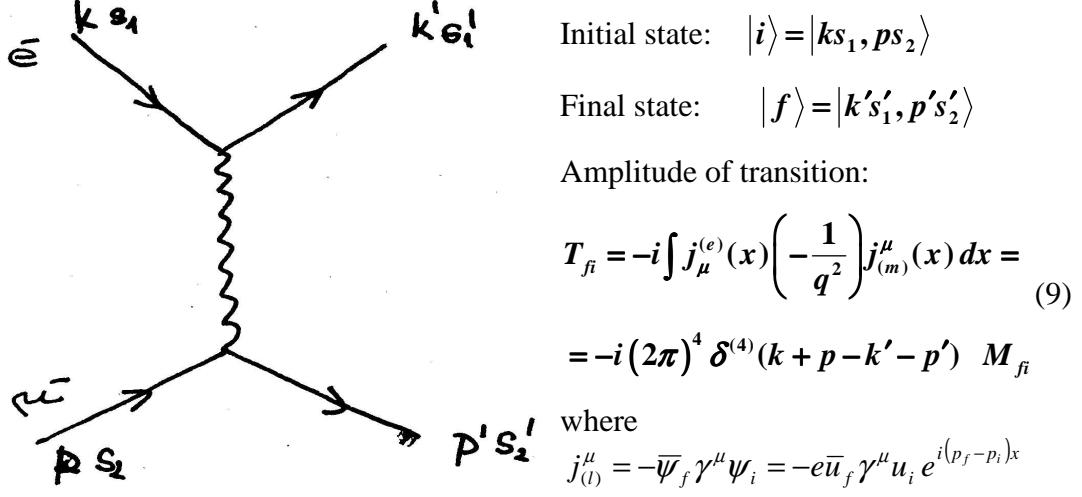 k s₁
k' s₁'
e⁻
μ⁻
p s₂
p' s₂'
Initial state: |i⟩ = |ks₁, ps₂⟩
Final state: |f⟩ = |k's₁', p's₂'⟩
Amplitude of transition:
T_fi = −i ∫ j_μ^(e)(x) (−1/q²) j_(m)^μ(x) dx =
(9)
= −i (2π)⁴ δ^(4)(k + p − k' − p') M_fi
where
j_(l)^μ = −ψ̄_f γ^μ ψ_i = −e ū_f γ^μ u_i e^{i(p_f − p_i)x}